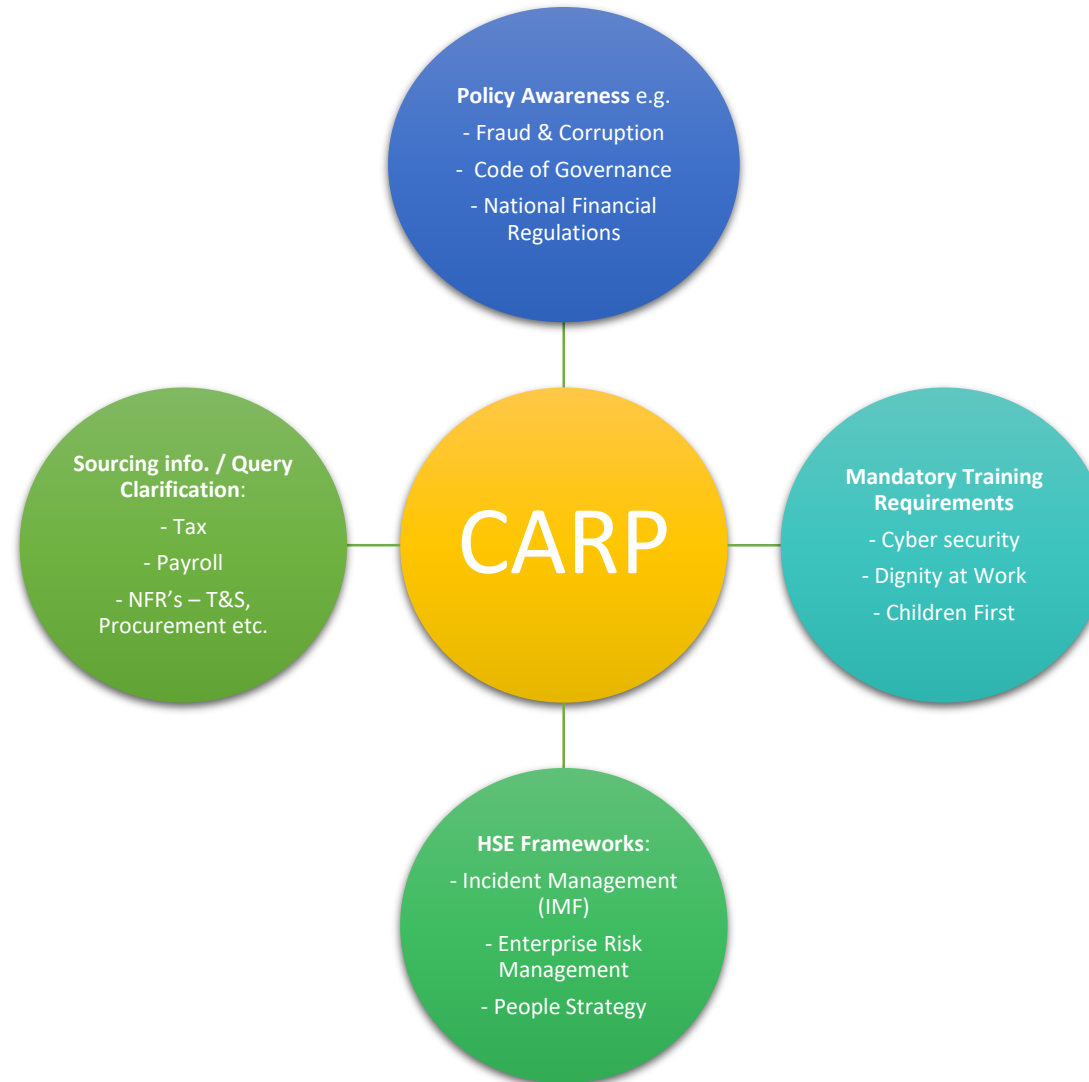 Policy Awareness e.g.
- Fraud & Corruption
- Code of Governance
- National Financial
Regulations
Sourcing info. / Query
Clarification:
- Tax
- Payroll
- NFR's – T&S,
Procurement etc.
CARP
Mandatory Training
Requirements
- Cyber security
- Dignity at Work
- Children First
HSE Frameworks:
- Incident Management
(IMF)
- Enterprise Risk
Management
- People Strategy